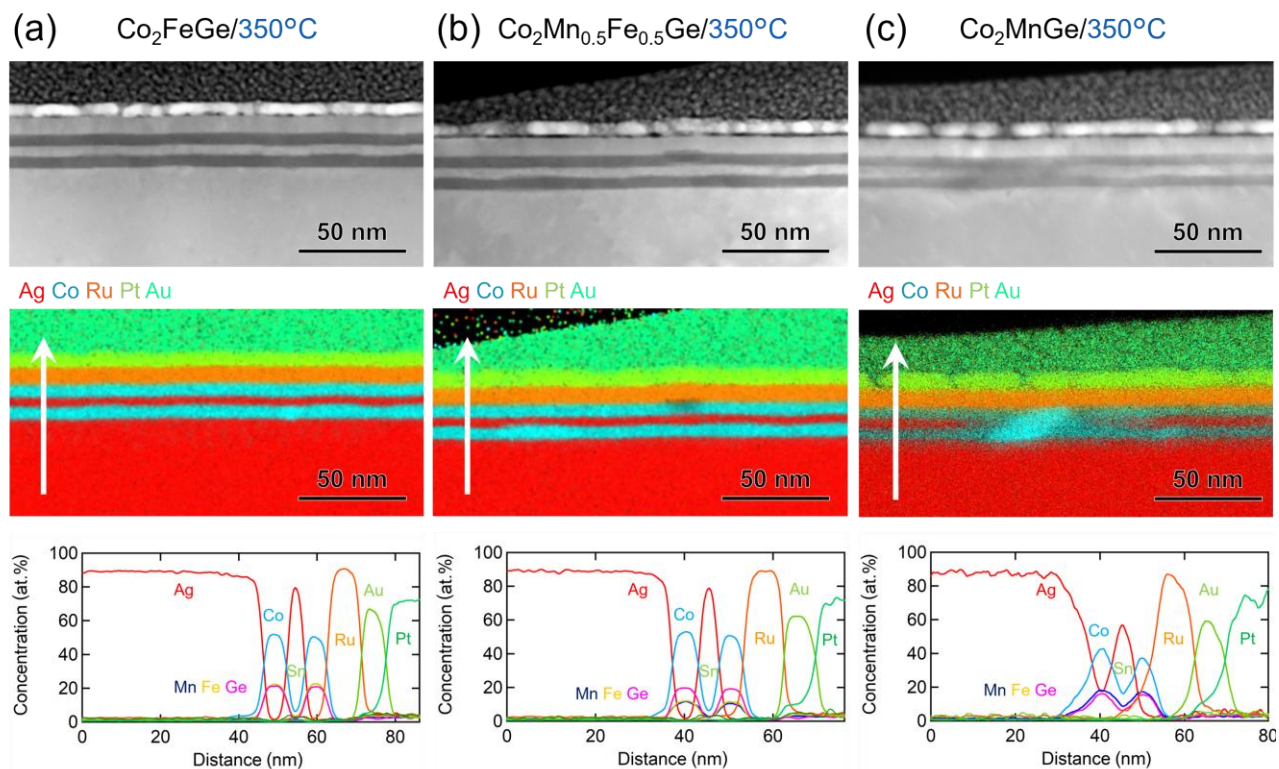 (a) Co₂FeGe/350°C
(b) Co₂Mn₀.₅Fe₀.₅Ge/350°C
(c) Co₂MnGe/350°C
50 nm
50 nm
50 nm
Ag Co Ru Pt Au
Ag Co Ru Pt Au
Ag Co Ru Pt Au
50 nm
50 nm
50 nm
Concentration (at.%)
100
80
60
40
20
0
Ag
Co
Sn
Ru
Au
Pt
Mn Fe Ge
0 20 40 60 80
Distance (nm)
Concentration (at.%)
100
80
60
40
20
0
Ag
Co
Sn
Ru
Au
Pt
Mn Fe Ge
0 20 40 60
Distance (nm)
Concentration (at.%)
100
80
60
40
20
0
Ag
Co
Sn
Ru
Au
Pt
Mn Fe Ge
0 10 20 30 40 50 60 70 80
Distance (nm)